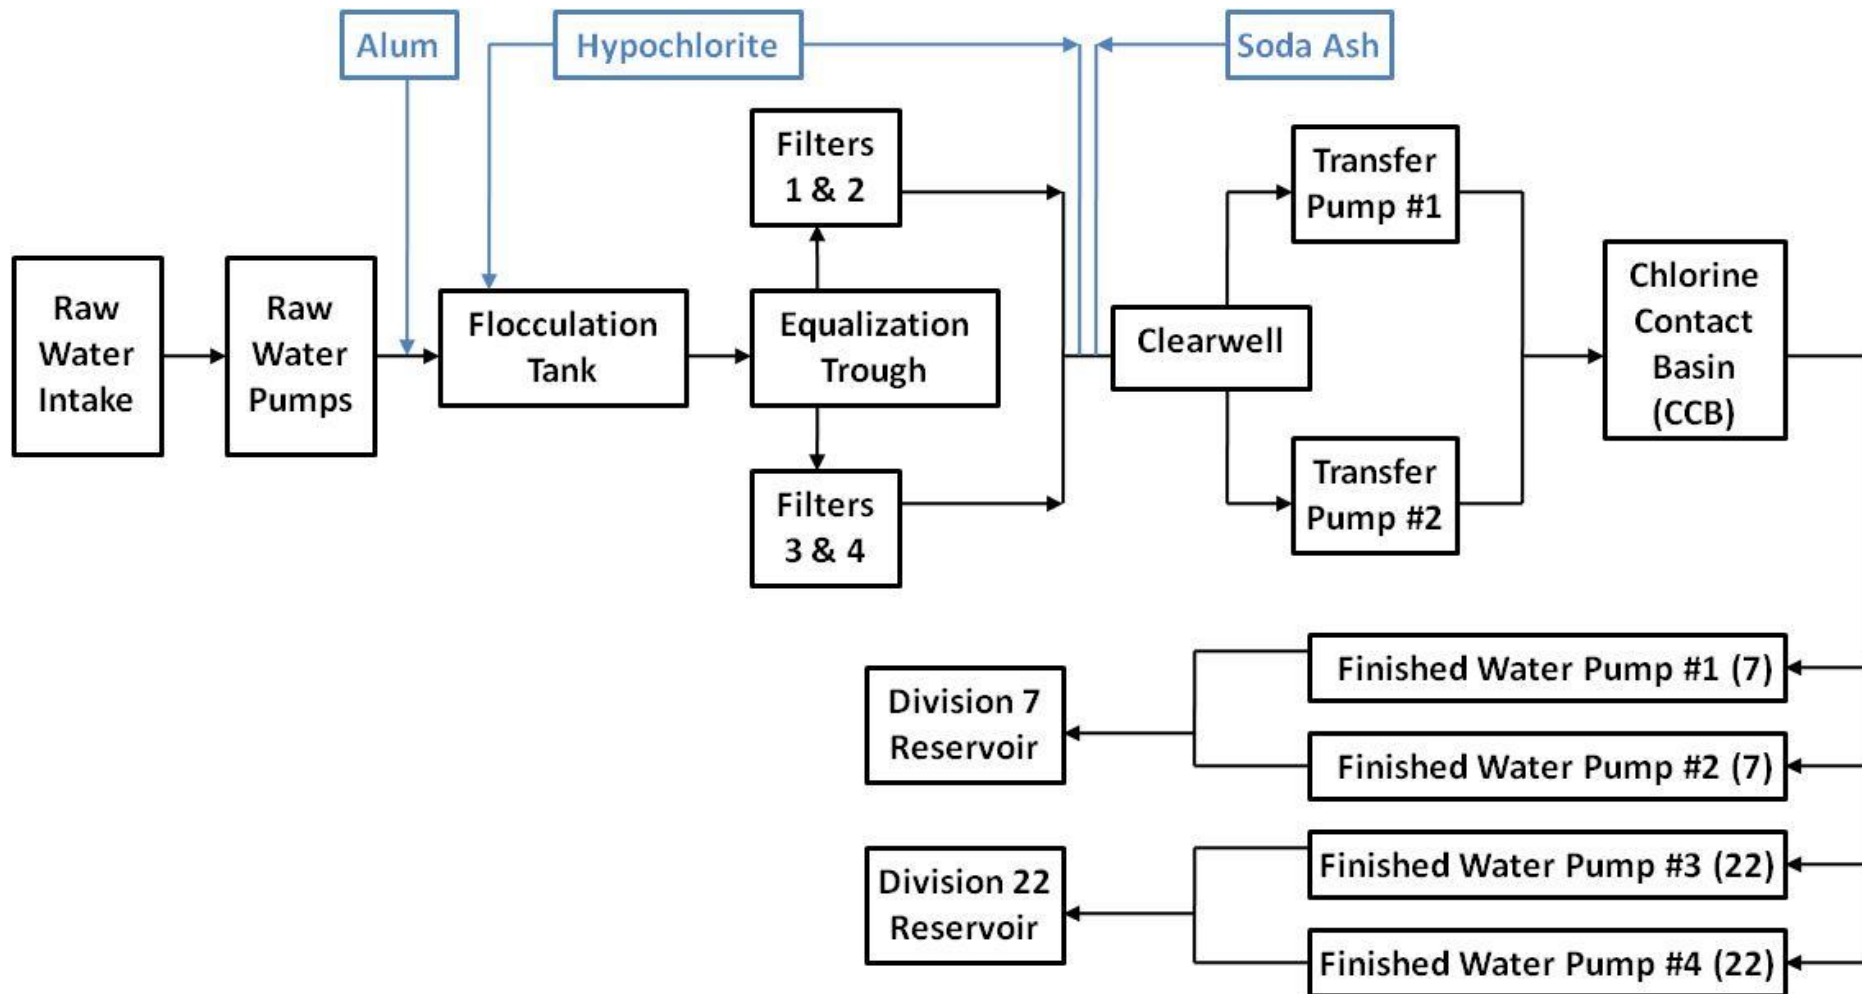 Alum
Hypochlorite
Soda Ash
Filters
1 & 2
Transfer
Pump #1
Raw
Water
Intake
Raw
Water
Pumps
Flocculation
Tank
Equalization
Trough
Clearwell
Chlorine
Contact
Basin
(CCB)
Filters
3 & 4
Transfer
Pump #2
Division 7
Reservoir
Finished Water Pump #1 (7)
Finished Water Pump #2 (7)
Division 22
Reservoir
Finished Water Pump #3 (22)
Finished Water Pump #4 (22)